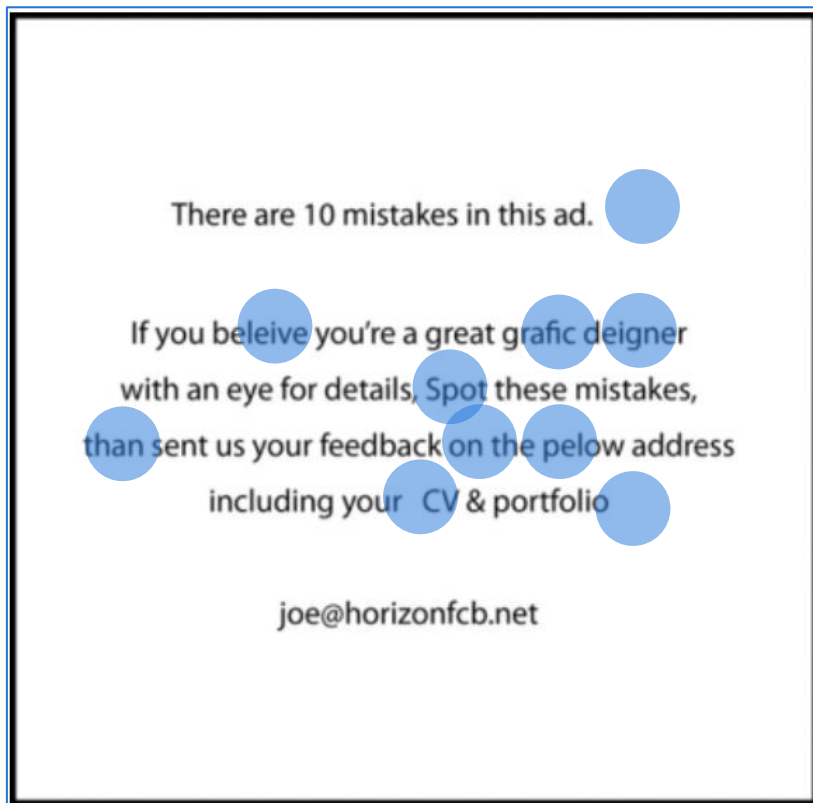 There are 10 mistakes in this ad.
If you beleive you're a great grafic deigner
with an eye for details, Spot these mistakes,
than sent us your feedback on the pelow address
including your CV & portfolio
joe@horizonfcb.net